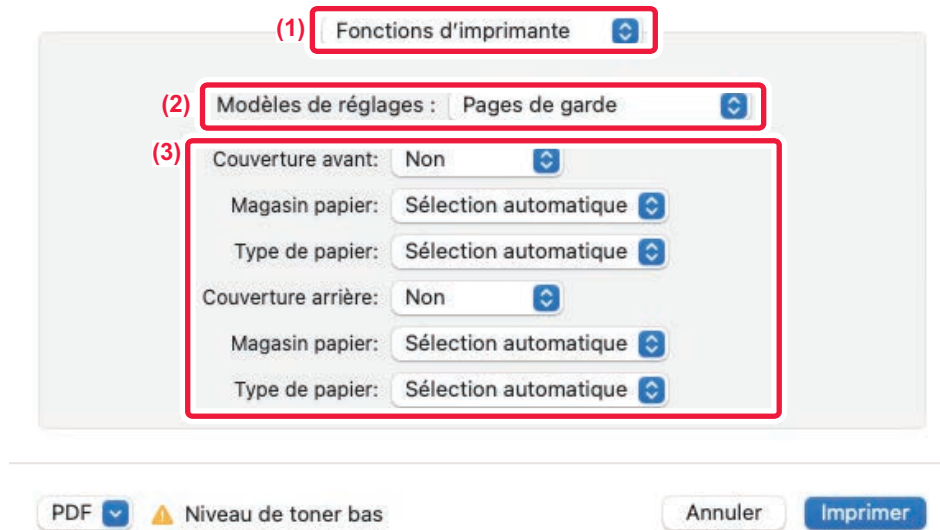 (1) Fonctions d'imprimante
(2) Modèles de réglages : Pages de garde
(3) Couverture avant: Non
Magasin papier: Sélection automatique
Type de papier: Sélection automatique
Couverture arrière: Non
Magasin papier: Sélection automatique
Type de papier: Sélection automatique
PDF Niveau de toner bas Annuler Imprimer